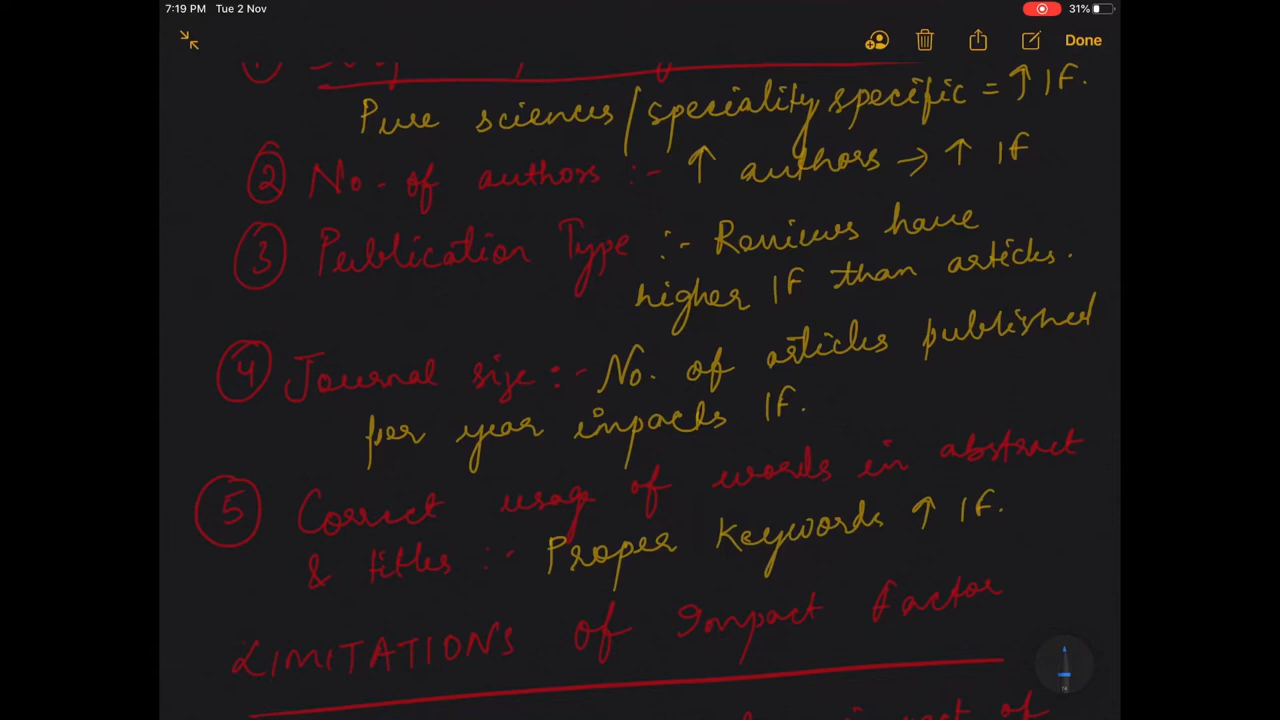 7:19 PM Tue 2 Nov 31%
Done
①
Pure sciences / speciality specific = ↑ IF.
② No. of authors :- ↑ authors → ↑ IF
③ Publication Type :- Reviews have
higher IF than articles.
④ Journal size :- No. of articles published
per year impacts IF.
⑤ Correct usage of words in abstract
& titles :- Proper Keywords ↑ IF.
LIMITATIONS of Impact Factor
of